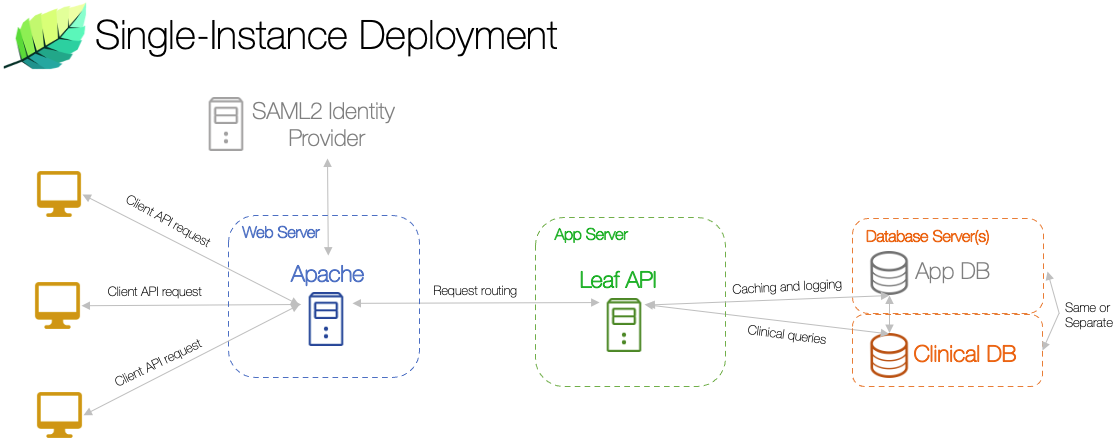 Single-Instance Deployment
SAML2 Identity
Provider
Client API request
Client API request
Client API request
Web Server
Apache
Request routing
App Server
Leaf API
Caching and logging
Clinical queries
Database Server(s)
App DB
Clinical DB
Same or
Separate